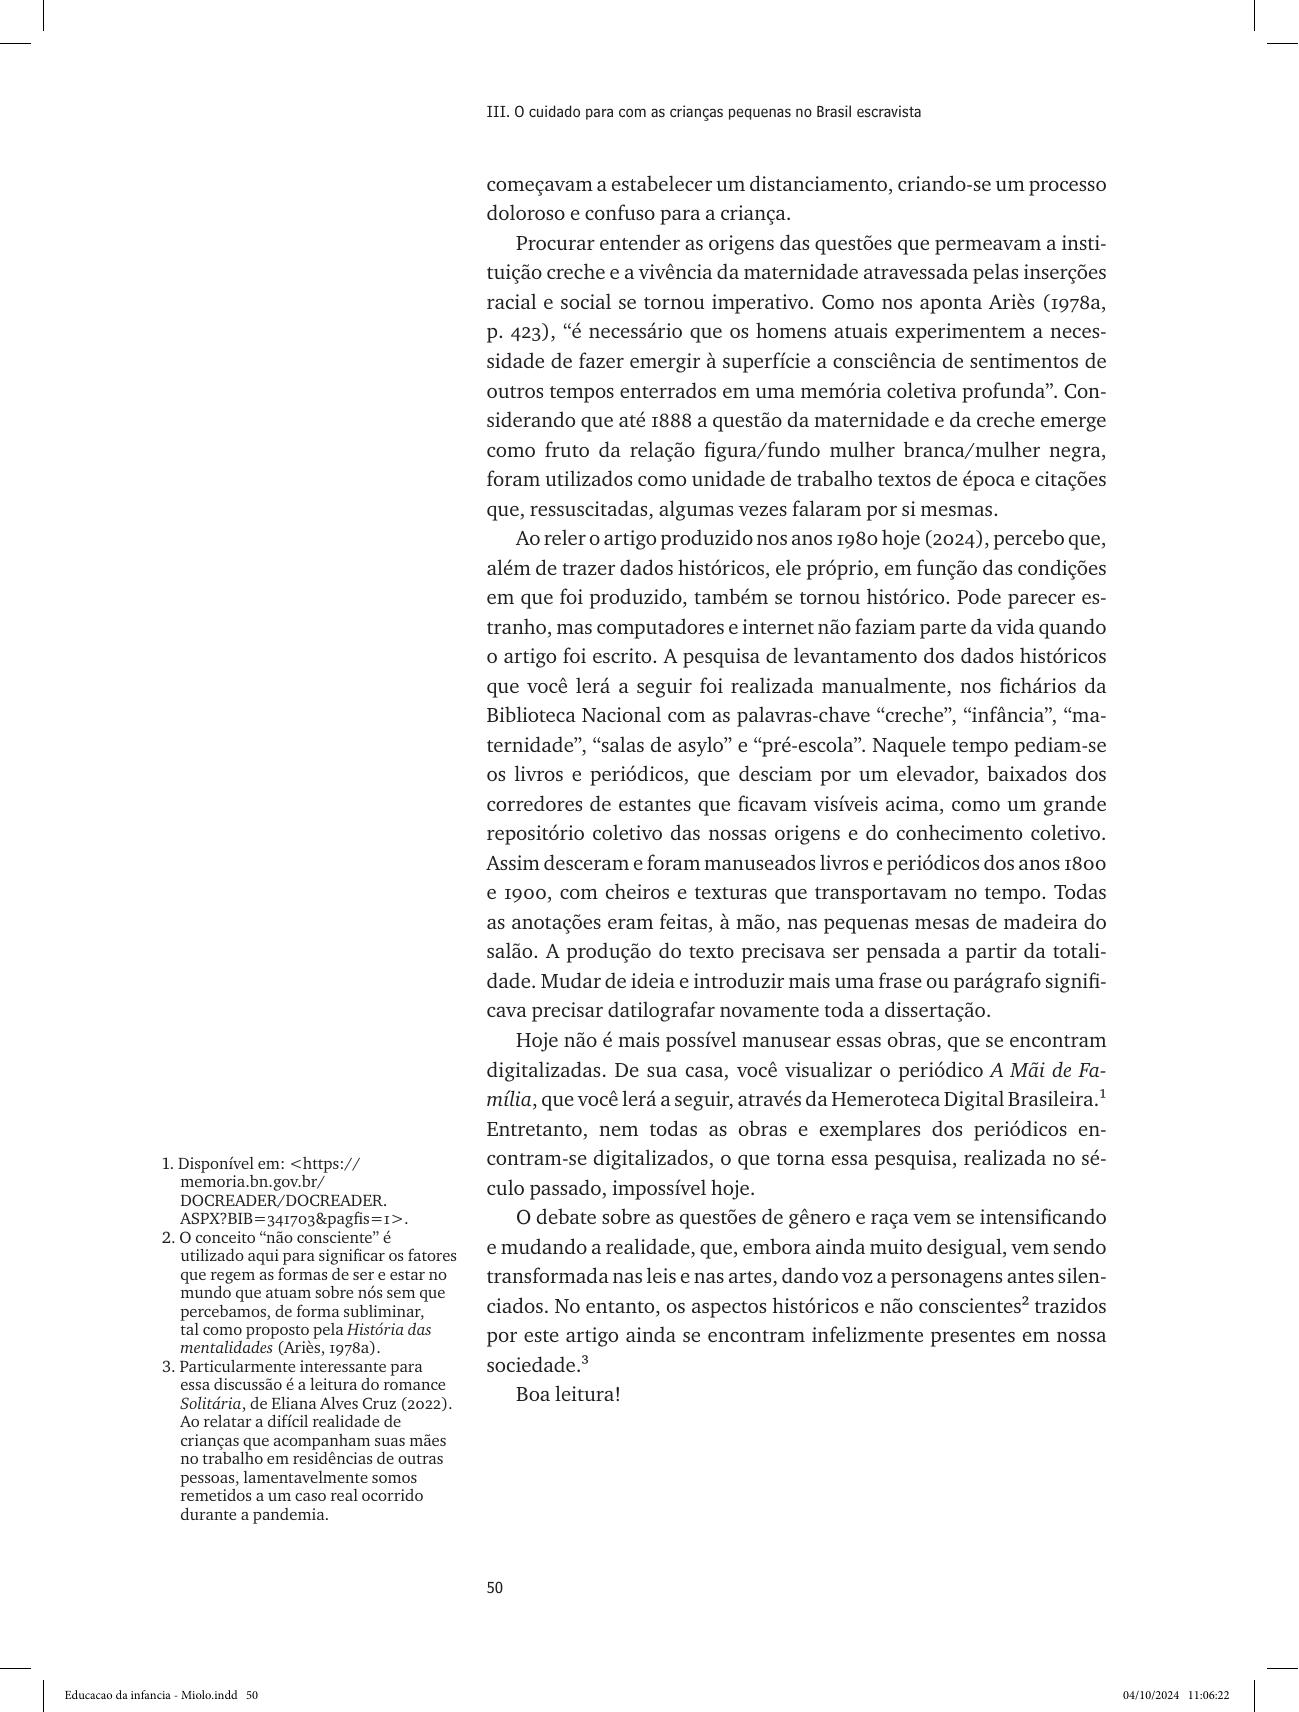 III. O cuidado para com as crianças pequenas no Brasil escravista
começavam a estabelecer um distanciamento, criando-se um processo
doloroso e confuso para a criança.
Procurar entender as origens das questões que permeavam a insti-
tuição creche e a vivência da maternidade atravessada pelas inserções
racial e social se tornou imperativo. Como nos aponta Ariès (1978a,
p. 423), “é necessário que os homens atuais experimentem a neces-
sidade de fazer emergir à superfície a consciência de sentimentos de
outros tempos enterrados em uma memória coletiva profunda”. Con-
siderando que até 1888 a questão da maternidade e da creche emerge
como fruto da relação figura/fundo mulher branca/mulher negra,
foram utilizados como unidade de trabalho textos de época e citações
que, ressuscitadas, algumas vezes falaram por si mesmas.
Ao reler o artigo produzido nos anos 1980 hoje (2024), percebo que,
além de trazer dados históricos, ele próprio, em função das condições
em que foi produzido, também se tornou histórico. Pode parecer es-
tranho, mas computadores e internet não faziam parte da vida quando
o artigo foi escrito. A pesquisa de levantamento dos dados históricos
que você lerá a seguir foi realizada manualmente, nos fichários da
Biblioteca Nacional com as palavras-chave “creche”, “infância”, “ma-
ternidade”, “salas de asylo” e “pré-escola”. Naquele tempo pediam-se
os livros e periódicos, que desciam por um elevador, baixados dos
corredores de estantes que ficavam visíveis acima, como um grande
repositório coletivo das nossas origens e do conhecimento coletivo.
Assim desceram e foram manuseados livros e periódicos dos anos 1800
e 1900, com cheiros e texturas que transportavam no tempo. Todas
as anotações eram feitas, à mão, nas pequenas mesas de madeira do
salão. A produção do texto precisava ser pensada a partir da totali-
dade. Mudar de ideia e introduzir mais uma frase ou parágrafo signifi-
cava precisar datilografar novamente toda a dissertação.
Hoje não é mais possível manusear essas obras, que se encontram
digitalizadas. De sua casa, você visualizar o periódico A Mãi de Fa-
mília, que você lerá a seguir, através da Hemeroteca Digital Brasileira.¹
Entretanto, nem todas as obras e exemplares dos periódicos en-
contram-se digitalizados, o que torna essa pesquisa, realizada no sé-
culo passado, impossível hoje.
O debate sobre as questões de gênero e raça vem se intensificando
e mudando a realidade, que, embora ainda muito desigual, vem sendo
transformada nas leis e nas artes, dando voz a personagens antes silen-
ciados. No entanto, os aspectos históricos e não conscientes² trazidos
por este artigo ainda se encontram infelizmente presentes em nossa
sociedade.³
Boa leitura!
1. Disponível em: <https://
memoria.bn.gov.br/
DOCREADER/DOCREADER.
ASPX?BIB=341703&pagfis=1>.
2. O conceito “não consciente” é
utilizado aqui para significar os fatores
que regem as formas de ser e estar no
mundo que atuam sobre nós sem que
percebamos, de forma subliminar,
tal como proposto pela História das
mentalidades (Ariès, 1978a).
3. Particularmente interessante para
essa discussão é a leitura do romance
Solitária, de Eliana Alves Cruz (2022).
Ao relatar a difícil realidade de
crianças que acompanham suas mães
no trabalho em residências de outras
pessoas, lamentavelmente somos
remetidos a um caso real ocorrido
durante a pandemia.
50
Educacao da infancia - Miolo.indd 50
04/10/2024 11:06:22